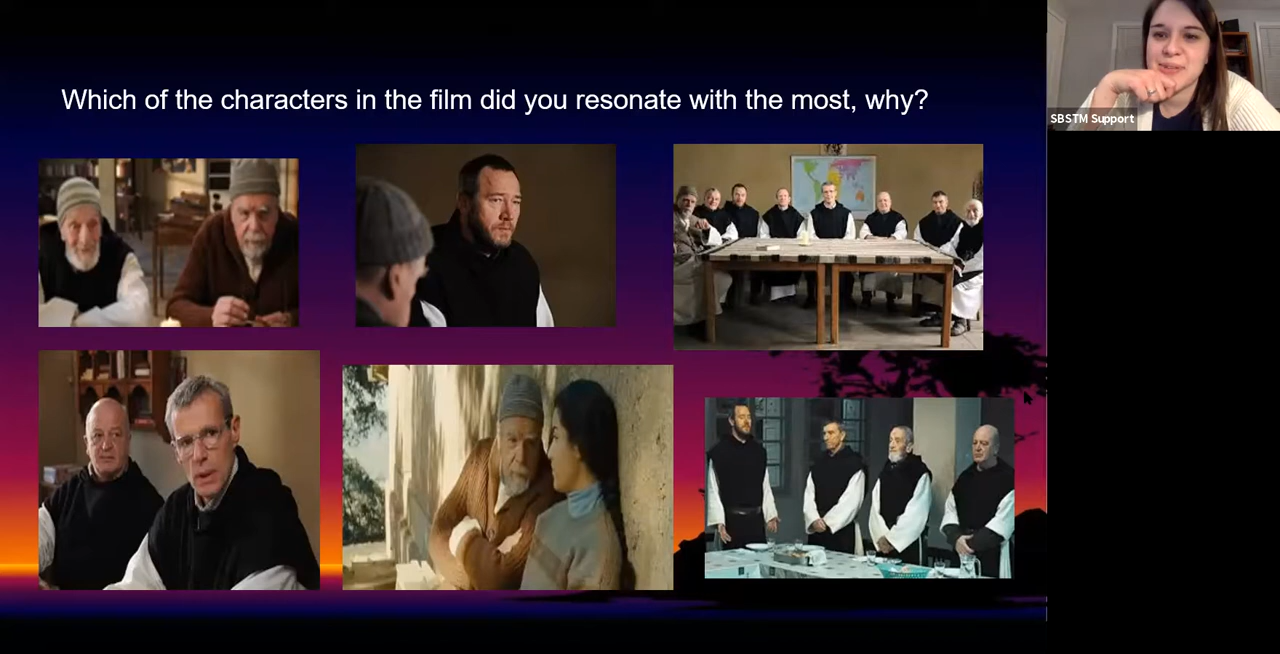 Which of the characters in the film did you resonate with the most, why?
SBSTM Support